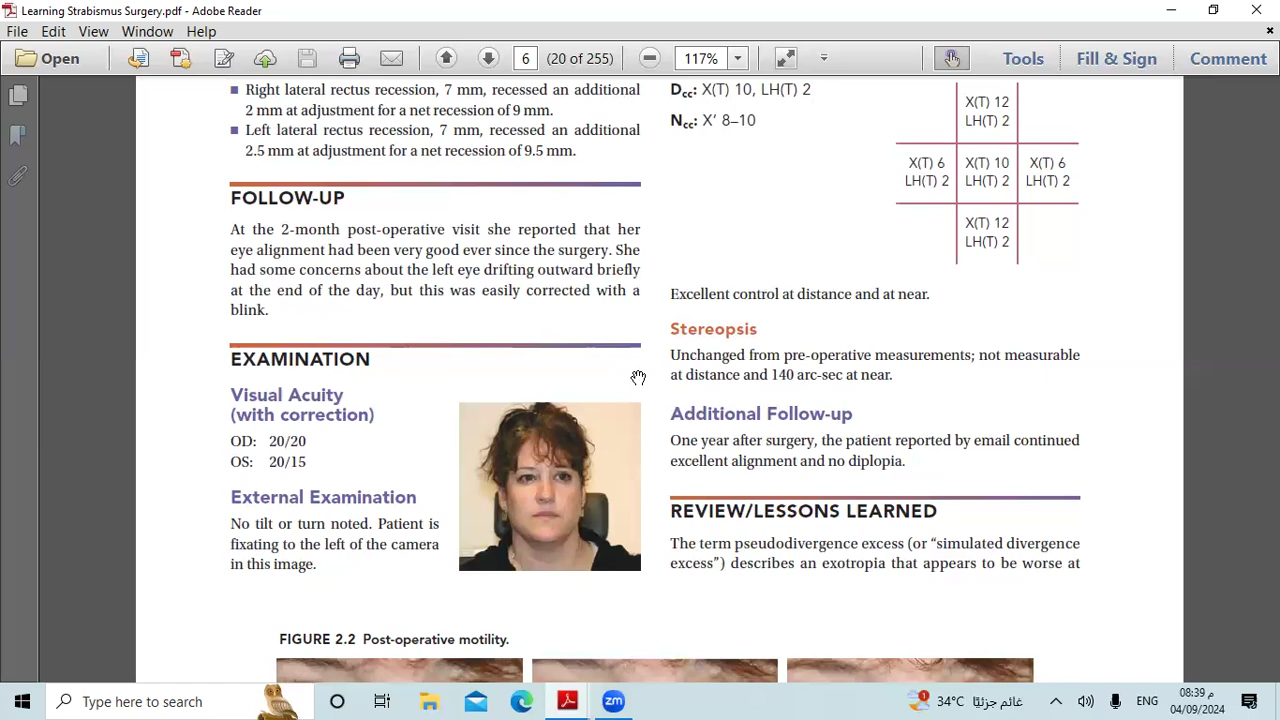 Learning Strabismus Surgery.pdf - Adobe Reader
File Edit View Window Help
Open 6 (20 of 255) 117% Tools Fill & Sign Comment
Right lateral rectus recession, 7 mm, recessed an additional
2 mm at adjustment for a net recession of 9 mm.
Left lateral rectus recession, 7 mm, recessed an additional
2.5 mm at adjustment for a net recession of 9.5 mm.
FOLLOW-UP
At the 2-month post-operative visit she reported that her
eye alignment had been very good ever since the surgery. She
had some concerns about the left eye drifting outward briefly
at the end of the day, but this was easily corrected with a
blink.
EXAMINATION
Visual Acuity
(with correction)
OD: 20/20
OS: 20/15
External Examination
No tilt or turn noted. Patient is
fixating to the left of the camera
in this image.
Dcc: X(T) 10, LH(T) 2
Ncc: X’ 8–10
X(T) 12
LH(T) 2
X(T) 6 X(T) 10 X(T) 6
LH(T) 2 LH(T) 2 LH(T) 2
X(T) 12
LH(T) 2
Excellent control at distance and at near.
Stereopsis
Unchanged from pre-operative measurements; not measurable
at distance and 140 arc-sec at near.
Additional Follow-up
One year after surgery, the patient reported by email continued
excellent alignment and no diplopia.
REVIEW/LESSONS LEARNED
The term pseudodivergence excess (or “simulated divergence
excess”) describes an exotropia that appears to be worse at
FIGURE 2.2 Post-operative motility.
Type here to search
zm
1
34°C غائم جزئيًا
ENG
08:39 م
04/09/2024